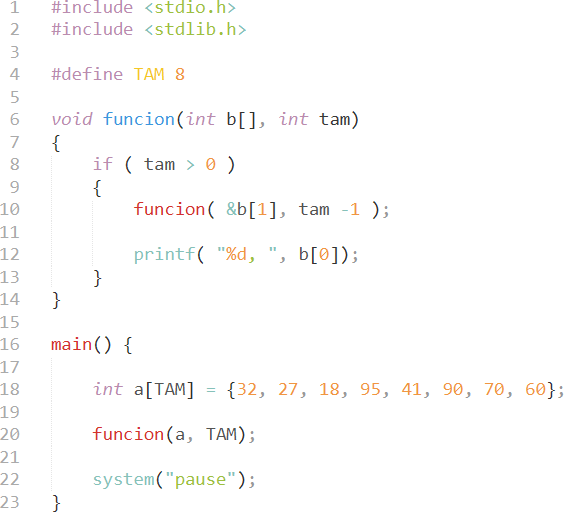 1 #include <stdio.h>
2 #include <stdlib.h>
3
4 #define TAM 8
5
6 void funcion(int b[], int tam)
7 {
8     if ( tam > 0 )
9     {
10         funcion( &b[1], tam -1 );
11
12         printf( "%d, ", b[0]);
13     }
14 }
15
16 main() {
17
18     int a[TAM] = {32, 27, 18, 95, 41, 90, 70, 60};
19
20     funcion(a, TAM);
21
22     system("pause");
23 }